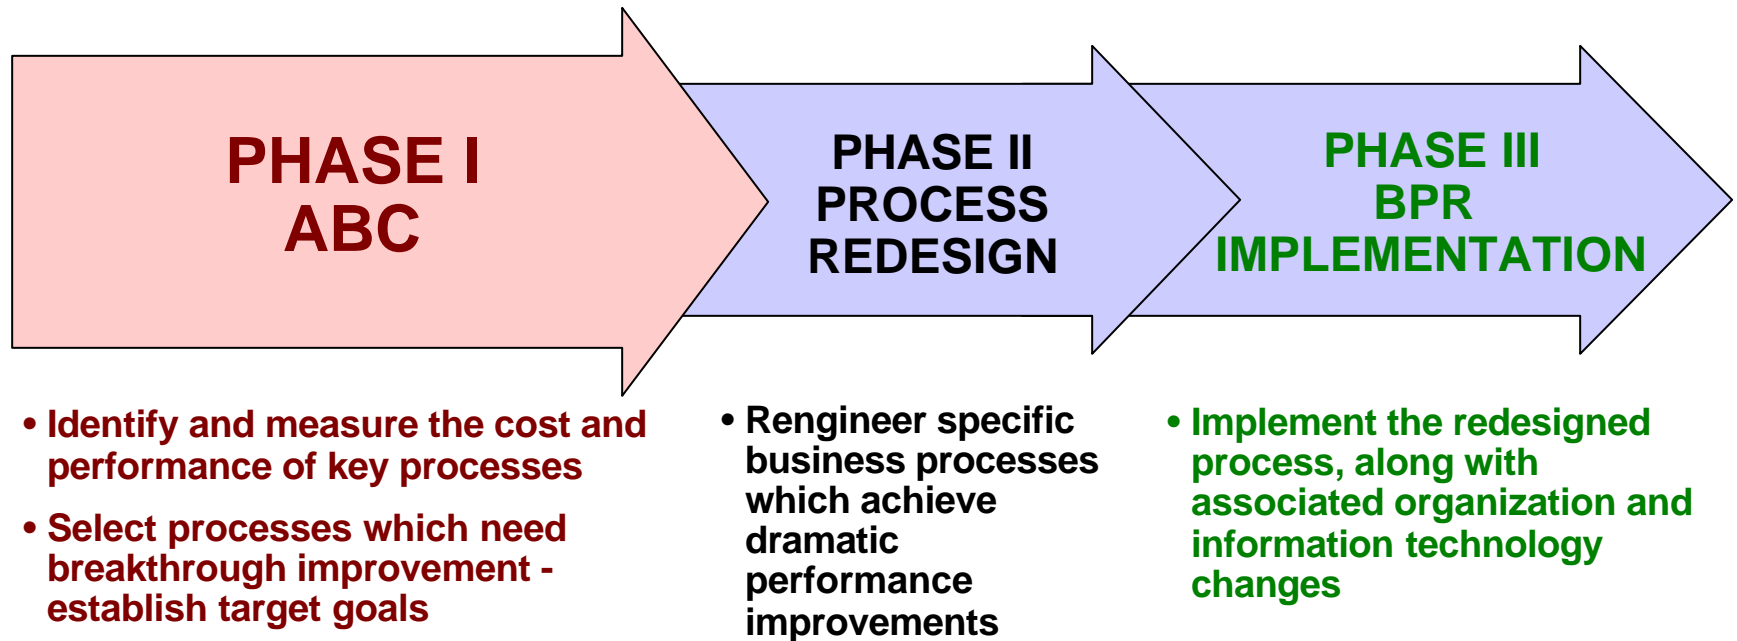 PHASE I
ABC
PHASE II
PROCESS
REDESIGN
PHASE III
BPR
IMPLEMENTATION
• Identify and measure the cost and
performance of key processes
• Select processes which need
breakthrough improvement -
establish target goals
• Rengineer specific
business processes
which achieve
dramatic
performance
improvements
• Implement the redesigned
process, along with
associated organization and
information technology
changes